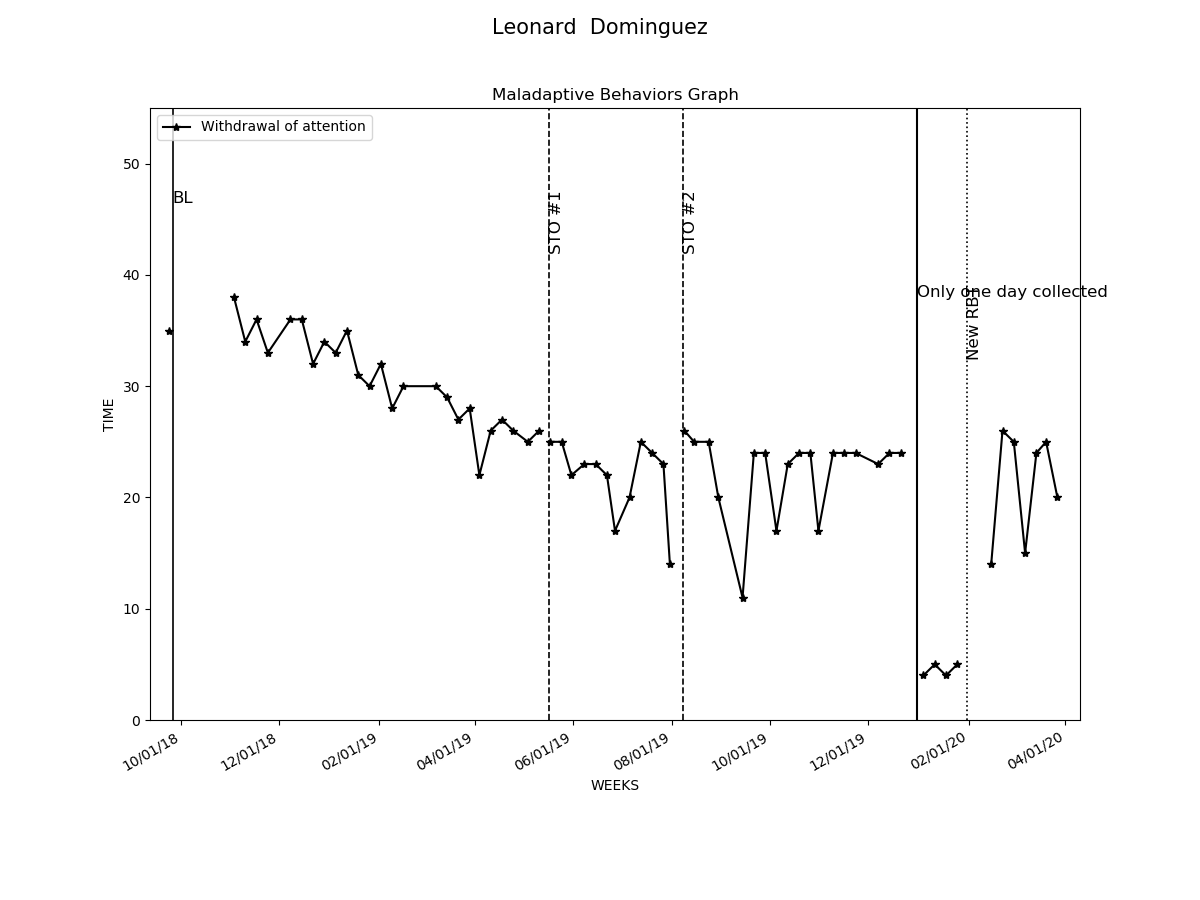 Leonard  Dominguez
Maladaptive Behaviors Graph
Withdrawal of attention
BL
STO #1
STO #2
Only one day collected
New RBT
TIME
50
40
30
20
10
0
10/01/18
12/01/18
02/01/19
04/01/19
06/01/19
08/01/19
10/01/19
12/01/19
02/01/20
04/01/20
WEEKS